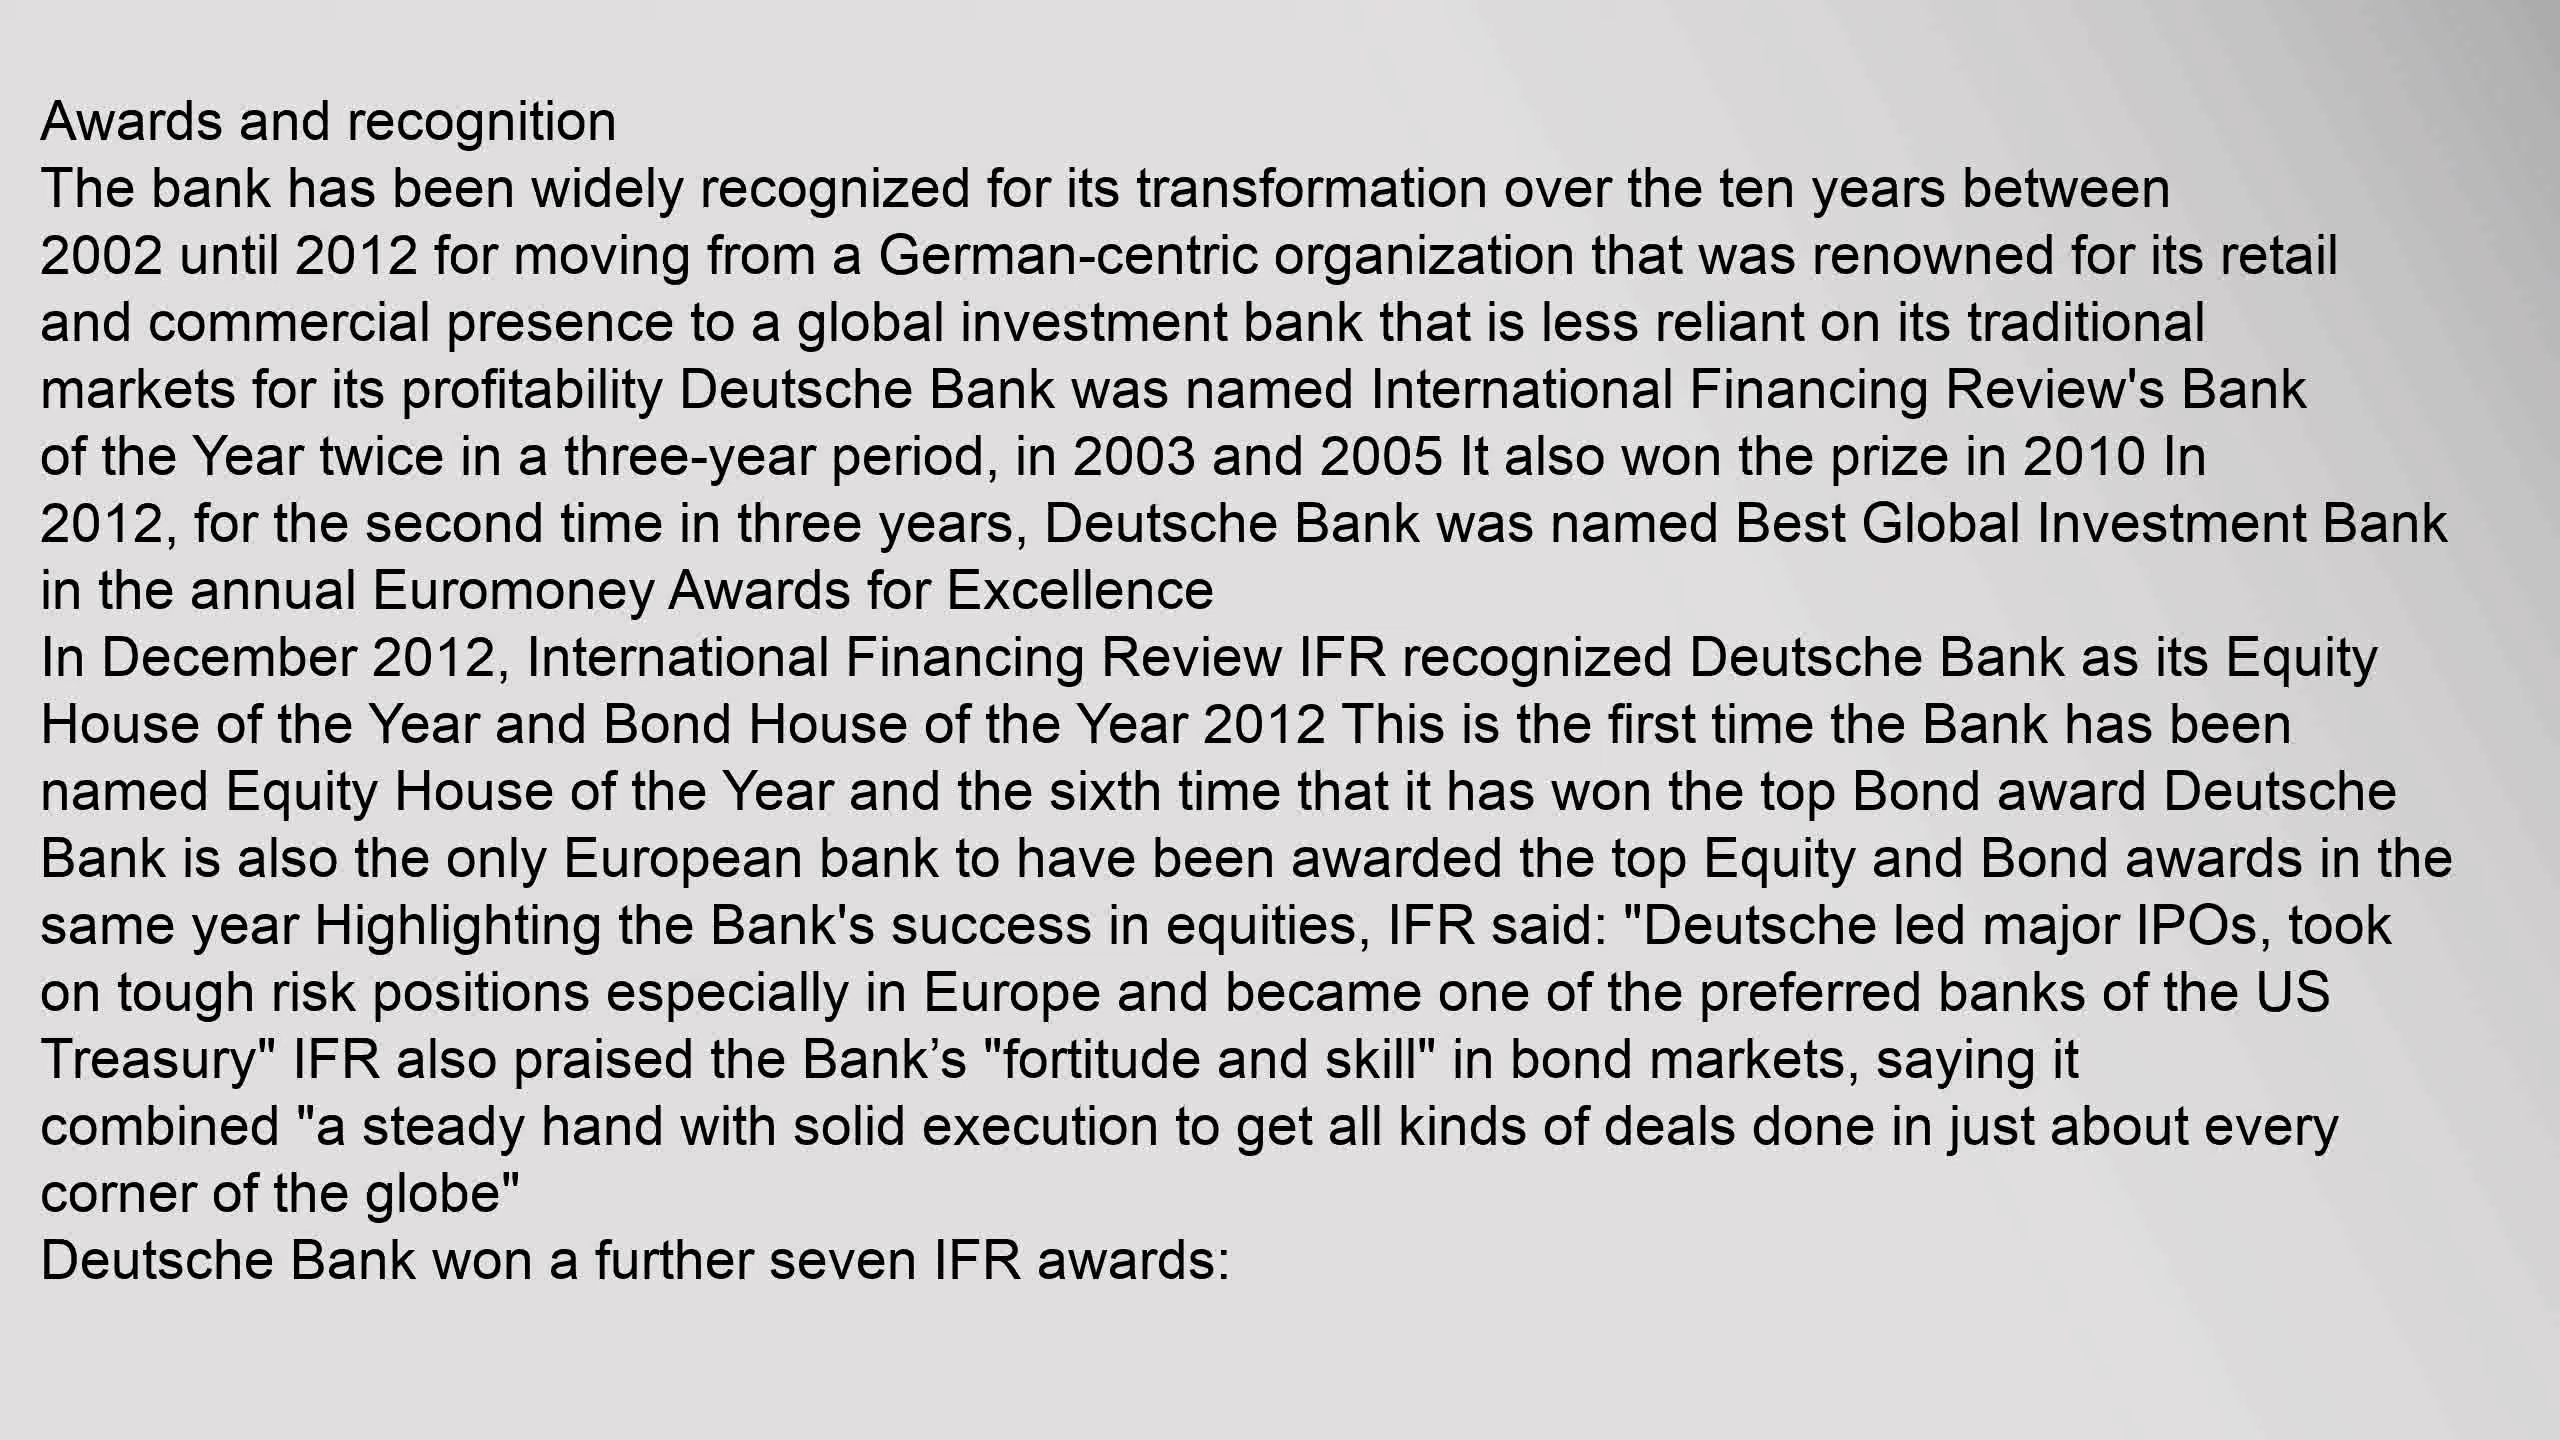 Awards and recognition
The bank has been widely recognized for its transformation over the ten years between
2002 until 2012 for moving from a German-centric organization that was renowned for its retail
and commercial presence to a global investment bank that is less reliant on its traditional
markets for its profitability Deutsche Bank was named International Financing Review's Bank
of the Year twice in a three-year period, in 2003 and 2005 It also won the prize in 2010 In
2012, for the second time in three years, Deutsche Bank was named Best Global Investment Bank
in the annual Euromoney Awards for Excellence
In December 2012, International Financing Review IFR recognized Deutsche Bank as its Equity
House of the Year and Bond House of the Year 2012 This is the first time the Bank has been
named Equity House of the Year and the sixth time that it has won the top Bond award Deutsche
Bank is also the only European bank to have been awarded the top Equity and Bond awards in the
same year Highlighting the Bank's success in equities, IFR said: "Deutsche led major IPOs, took
on tough risk positions especially in Europe and became one of the preferred banks of the US
Treasury" IFR also praised the Bank’s "fortitude and skill" in bond markets, saying it
combined "a steady hand with solid execution to get all kinds of deals done in just about every
corner of the globe"
Deutsche Bank won a further seven IFR awards: